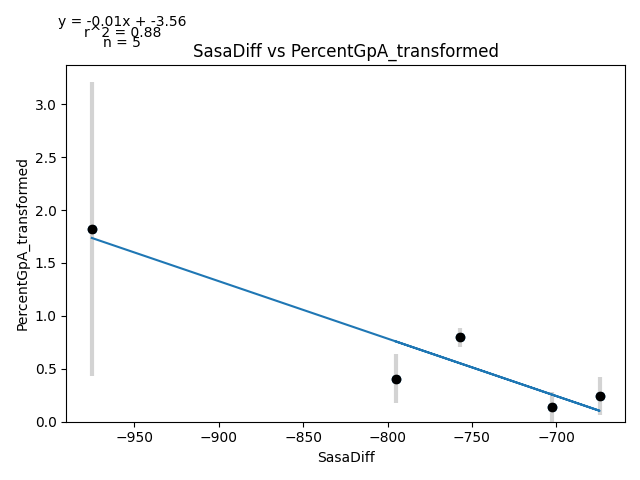 y = -0.01x + -3.56
r^2 = 0.88
n = 5
SasaDiff vs PercentGpA_transformed
PercentGpA_transformed
3.0
2.5
2.0
1.5
1.0
0.5
0.0
−950
−900
−850
−800
−750
−700
SasaDiff